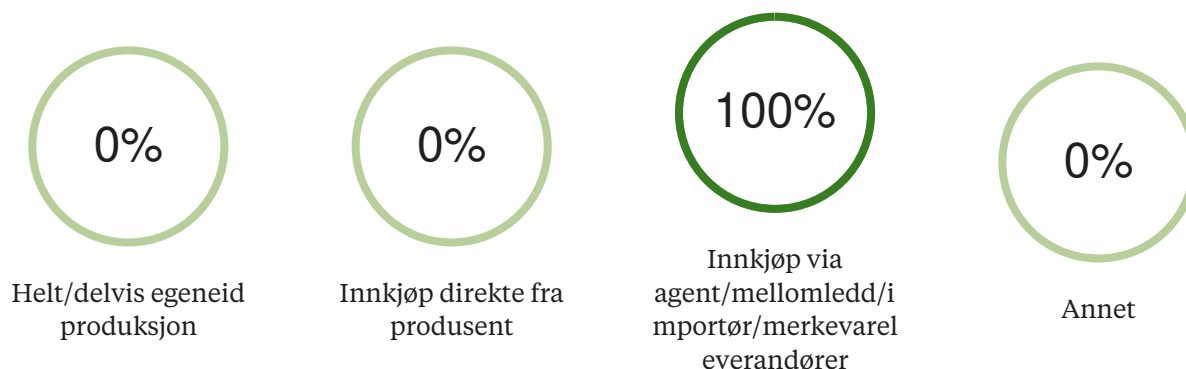 0%
Helt/delvis egeneid
produksjon
0%
Innkjøp direkte fra
produsent
100%
Innkjøp via
agent/mellomledd/i
mportør/merkevarel
everandører
0%
Annet